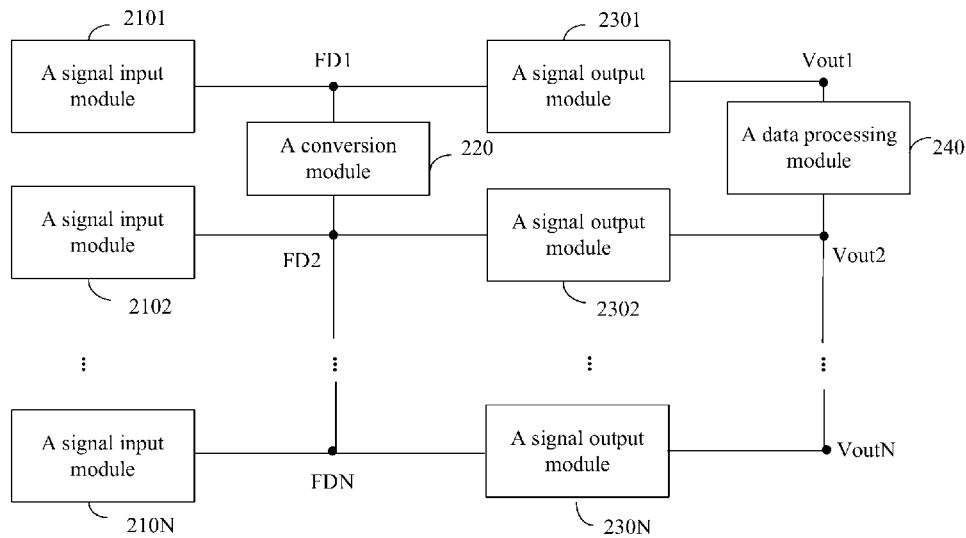 2101
2301
A signal input
module
FD1
A signal output
module
Vout1
A conversion
module
220
A data processing
module
240
A signal input
module
FD2
A signal output
module
Vout2
2102
2302
...
...
...
...
A signal input
module
FDN
A signal output
module
VoutN
210N
230N